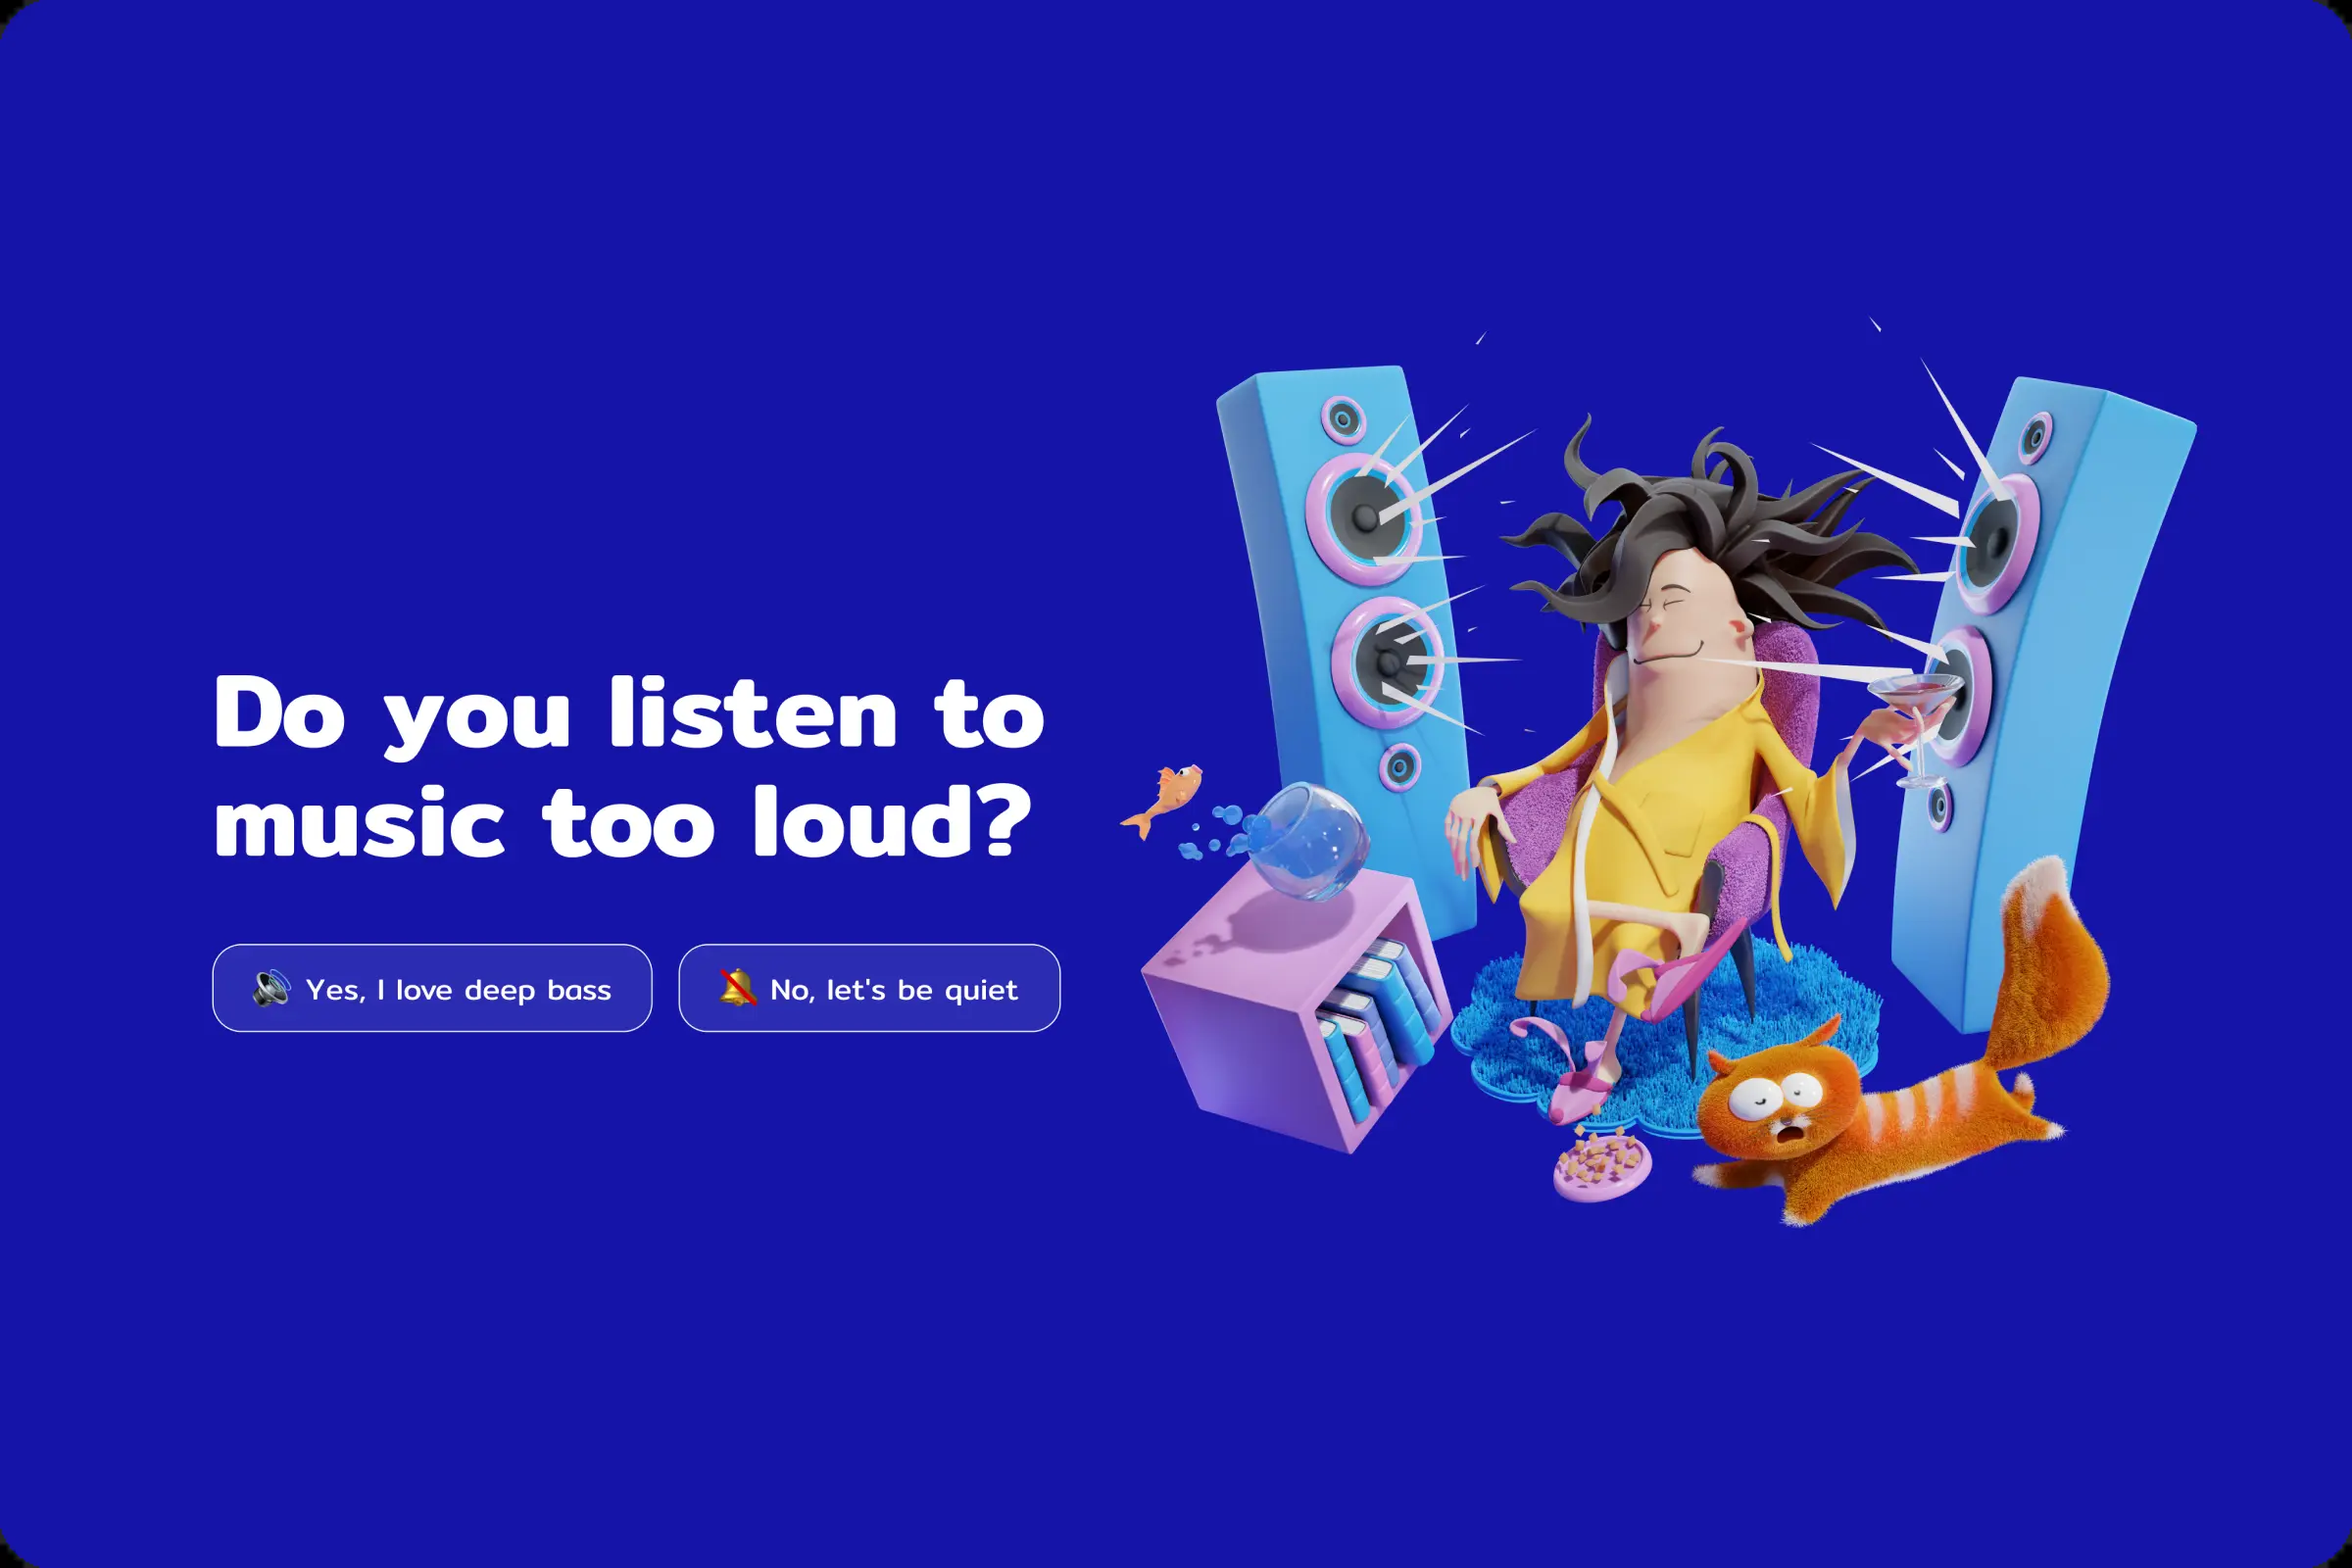 Do you listen to
music too loud?
Yes, I love deep bass
No, let's be quiet